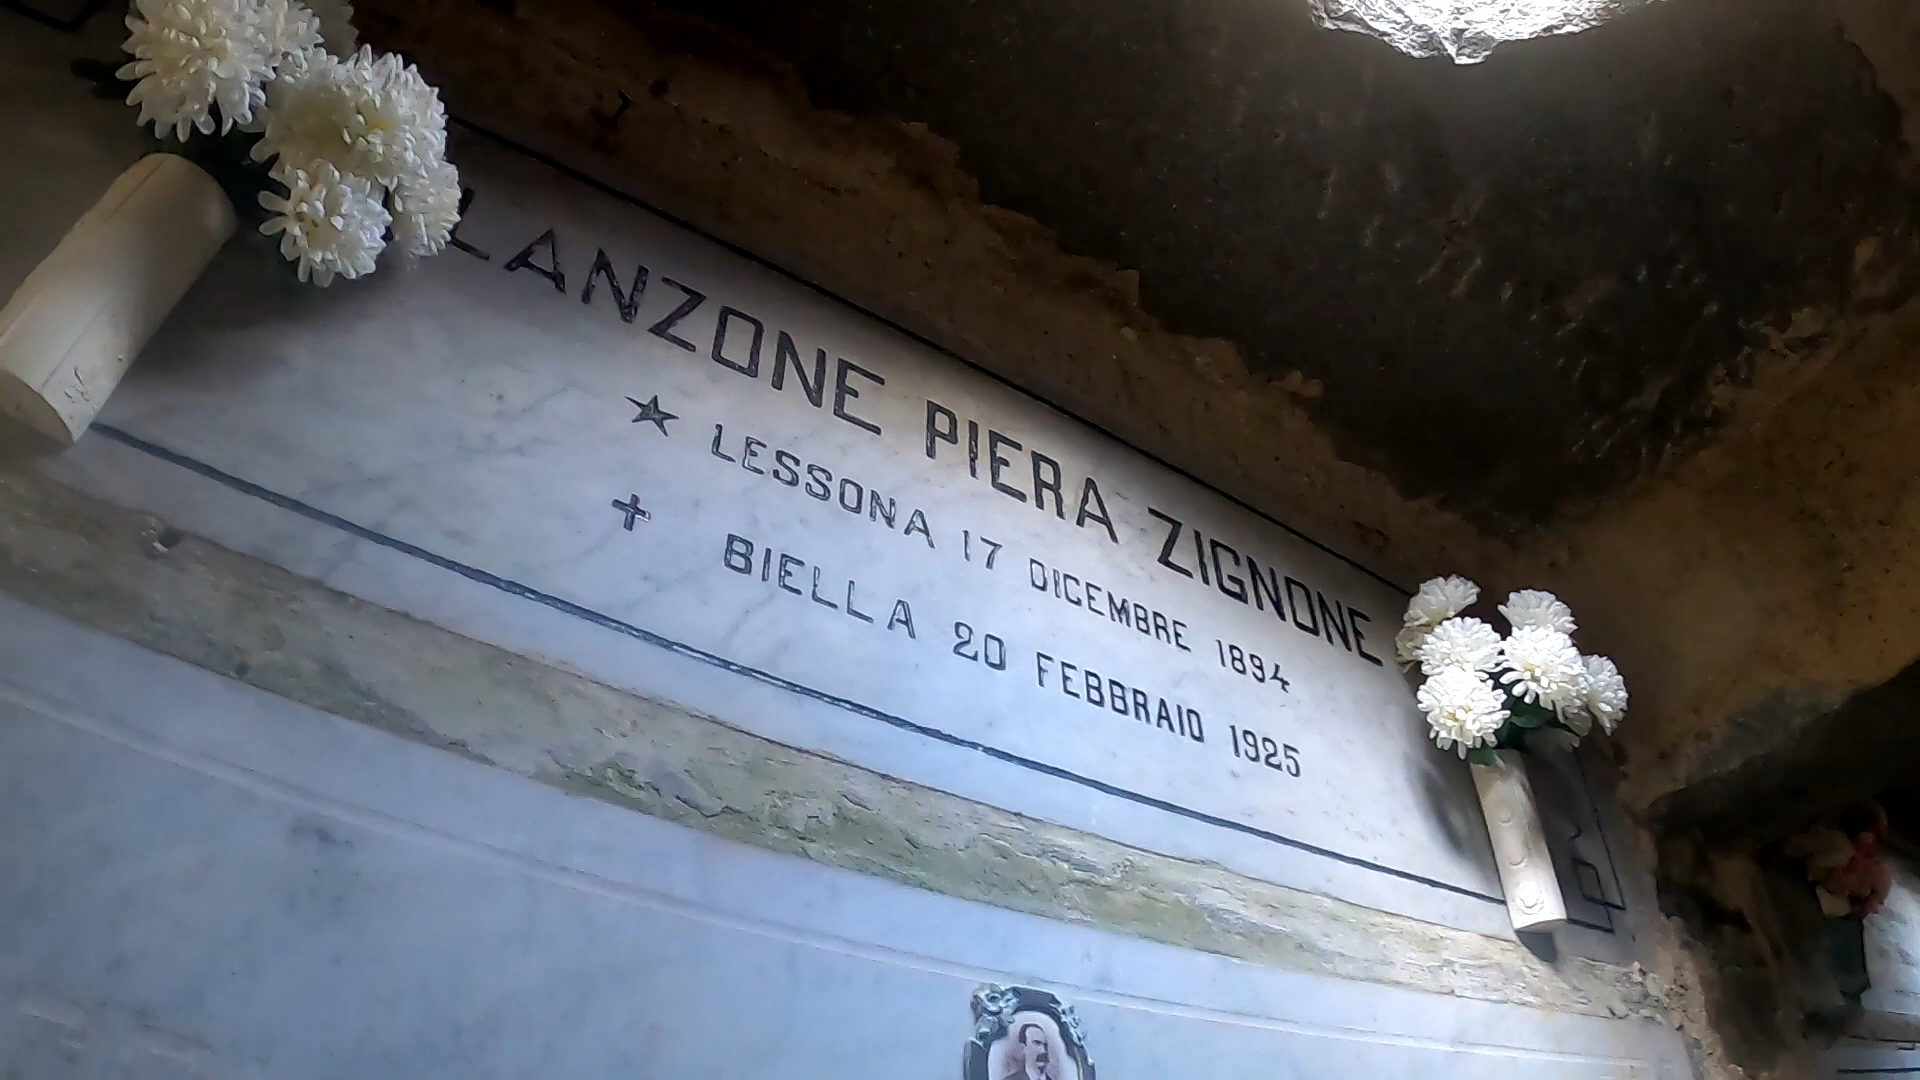 LANZONE PIERA ZIGNONE
★ LESSONA 17 DICEMBRE 1894
+ BIELLA 20 FEBBRAIO 1925